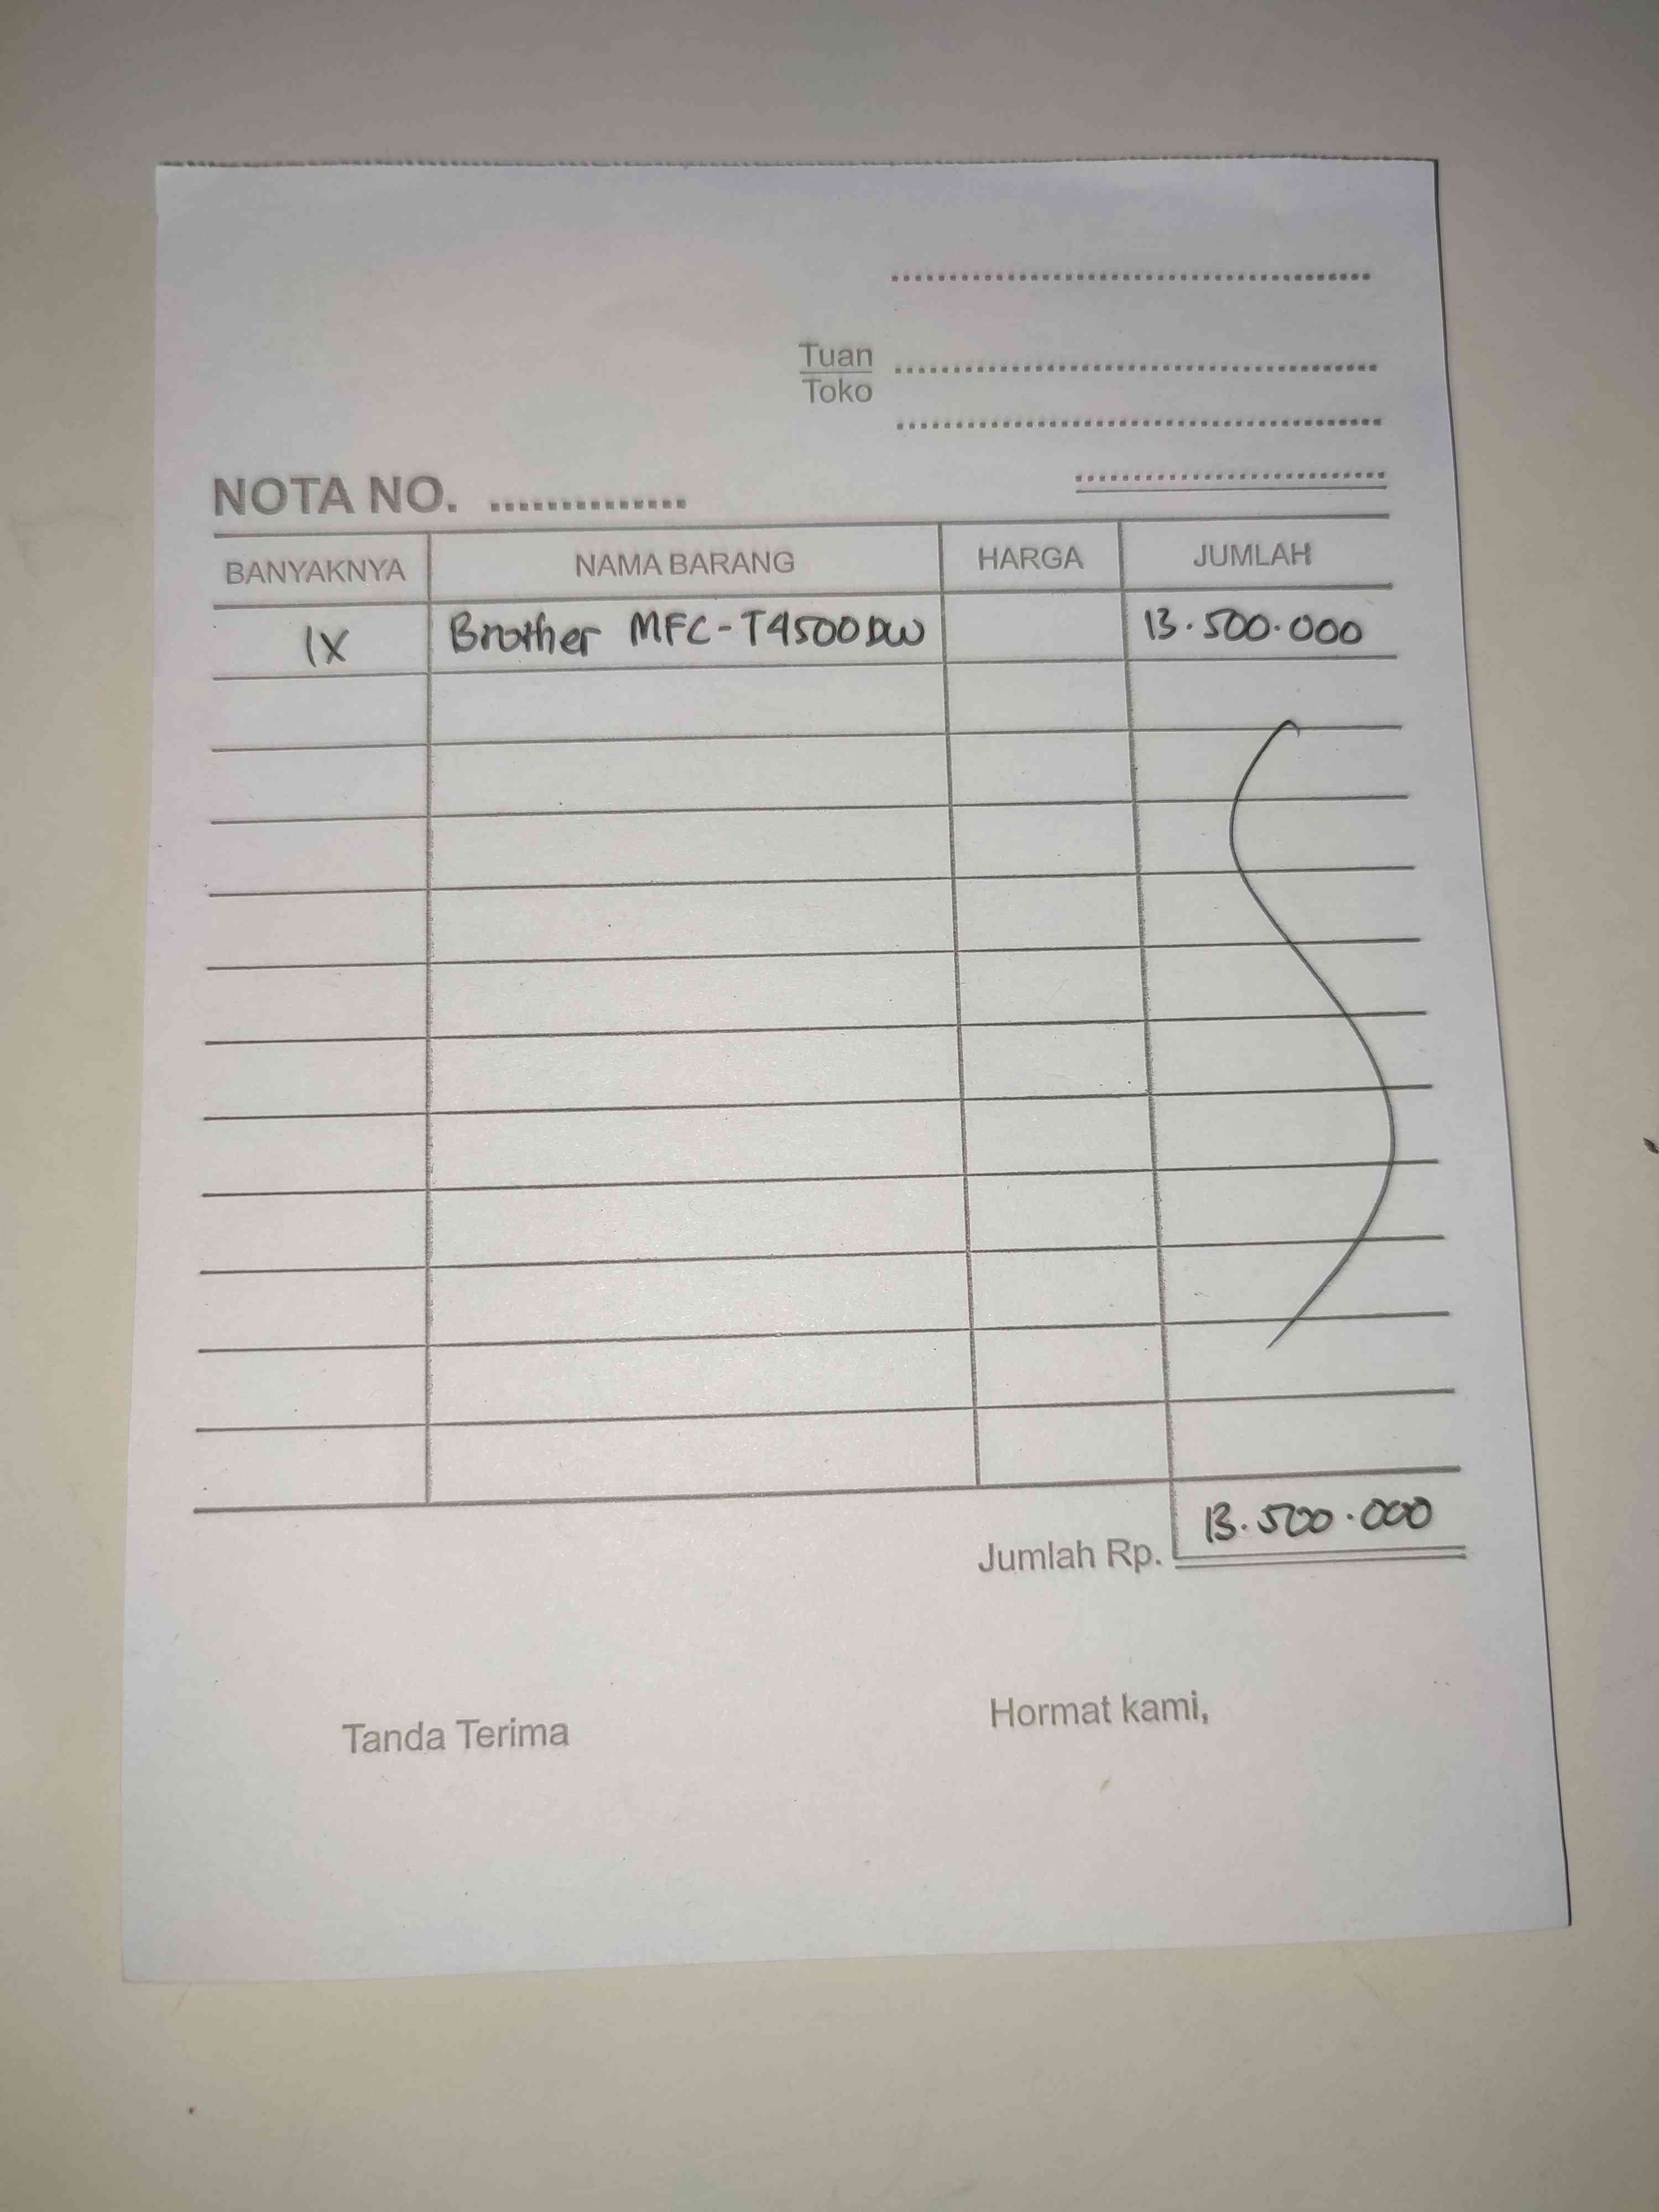 Tuan
Toko
NOTA NO. ..............
BANYAKNYA NAMA BARANG HARGA JUMLAH
1X Brother MFC-T4500DW 13.500.000
Jumlah Rp. 13.500.000
Tanda Terima Hormat kami,